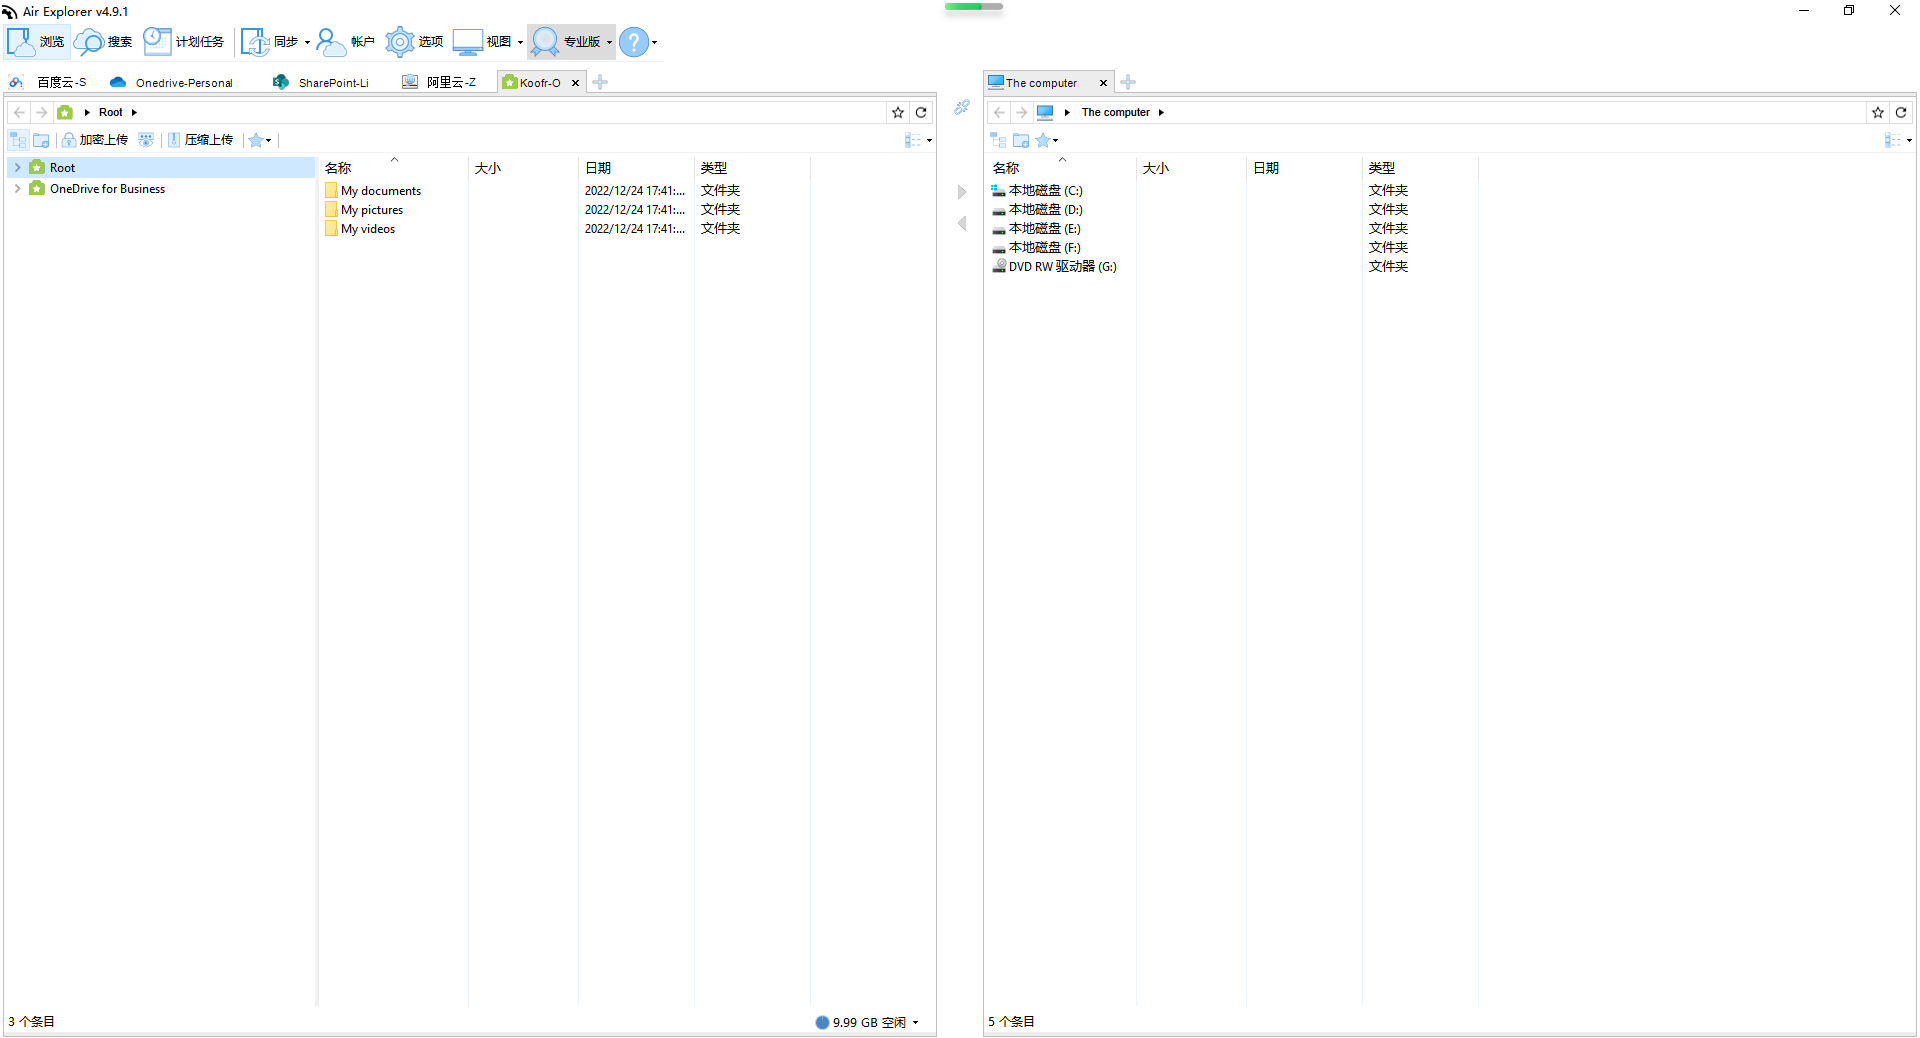 Air Explorer v4.9.1
浏览 搜索 计划任务 同步 帐户 选项 视图 专业版 ?
百度云-S Onedrive-Personal SharePoint-Li 阿里云-Z Koofr-O
The computer
Root
The computer
加密上传 压缩上传
Root
OneDrive for Business
名称 大小 日期 类型
My documents 2022/12/24 17:41:... 文件夹
My pictures 2022/12/24 17:41:... 文件夹
My videos 2022/12/24 17:41:... 文件夹
名称 大小 日期 类型
本地磁盘 (C:) 文件夹
本地磁盘 (D:) 文件夹
本地磁盘 (E:) 文件夹
本地磁盘 (F:) 文件夹
DVD RW 驱动器 (G:) 文件夹
3 个条目
9.99 GB 空闲
5 个条目